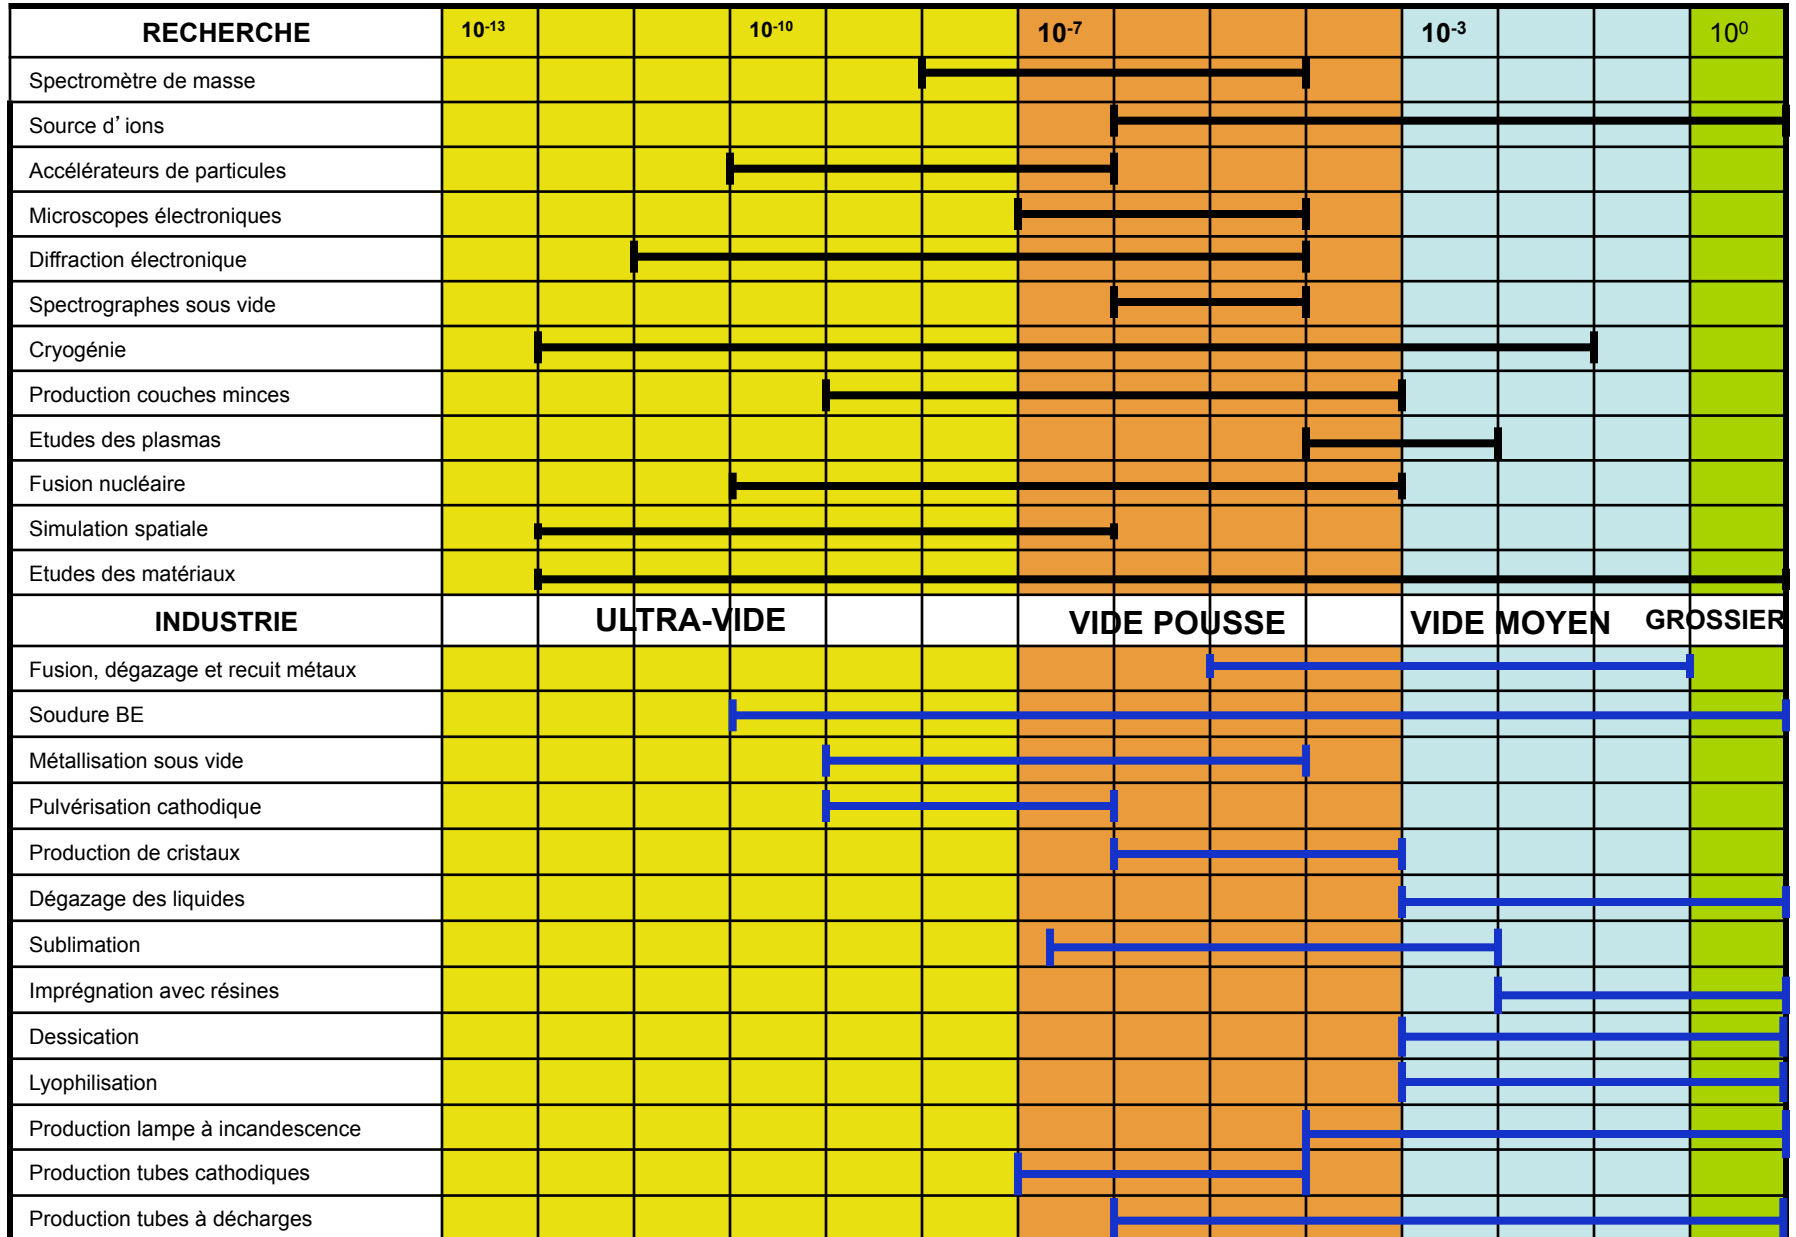 RECHERCHE 10⁻¹³ 10⁻¹⁰ 10⁻⁷ 10⁻³ 10⁰
Spectromètre de masse
Source d’ions
Accélérateurs de particules
Microscopes électroniques
Diffraction électronique
Spectrographes sous vide
Cryogénie
Production couches minces
Etudes des plasmas
Fusion nucléaire
Simulation spatiale
Etudes des matériaux
INDUSTRIE ULTRA-VIDE VIDE POUSSE VIDE MOYEN GROSSIER
Fusion, dégazage et recuit métaux
Soudure BE
Métallisation sous vide
Pulvérisation cathodique
Production de cristaux
Dégazage des liquides
Sublimation
Imprégnation avec résines
Dessication
Lyophilisation
Production lampe à incandescence
Production tubes cathodiques
Production tubes à décharges